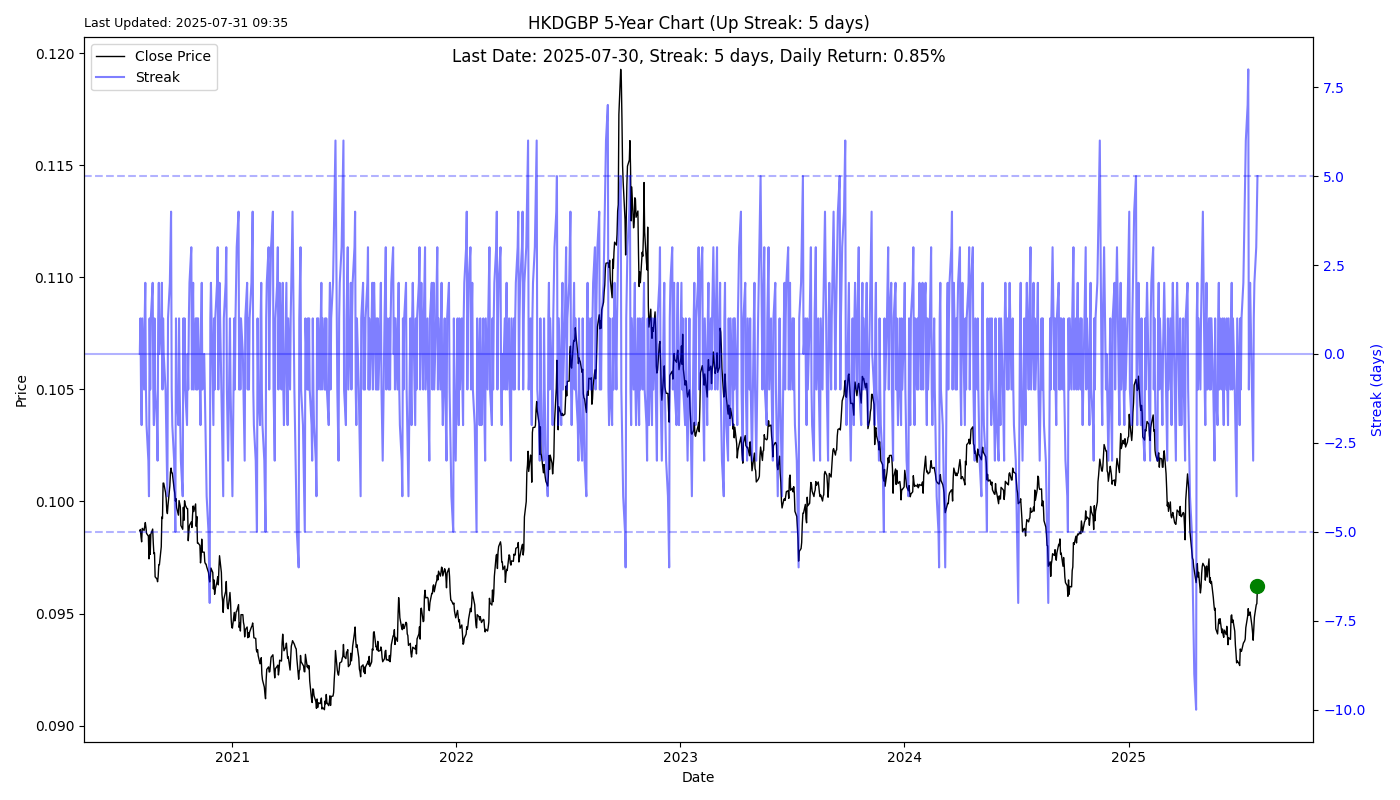 Last Updated: 2025-07-31 09:35
HKDGBP 5-Year Chart (Up Streak: 5 days)
Last Date: 2025-07-30, Streak: 5 days, Daily Return: 0.85%
Close Price
Streak
0.120
0.115
0.110
0.105
0.100
0.095
0.090
Price
7.5
5.0
2.5
0.0
−2.5
−5.0
−7.5
−10.0
Streak (days)
2021
2022
2023
2024
2025
Date